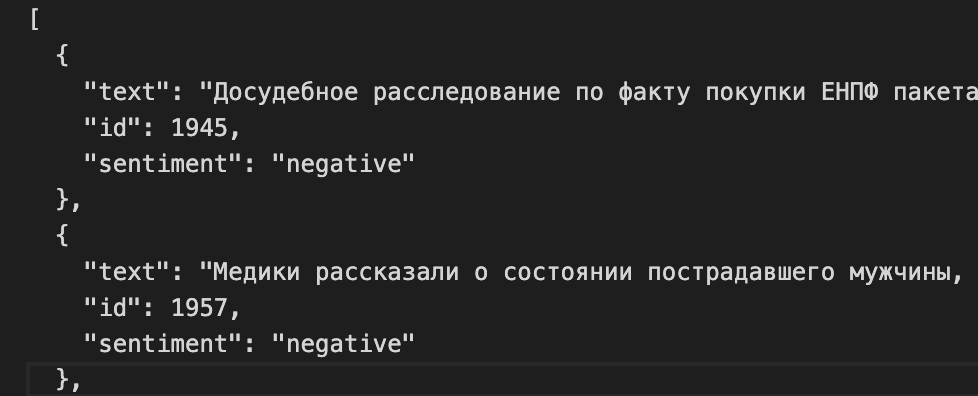 [
{
"text": "Досудебное расследование по факту покупки ЕНПФ пакета
"id": 1945,
"sentiment": "negative"
},
{
"text": "Медики рассказали о состоянии пострадавшего мужчины,
"id": 1957,
"sentiment": "negative"
},